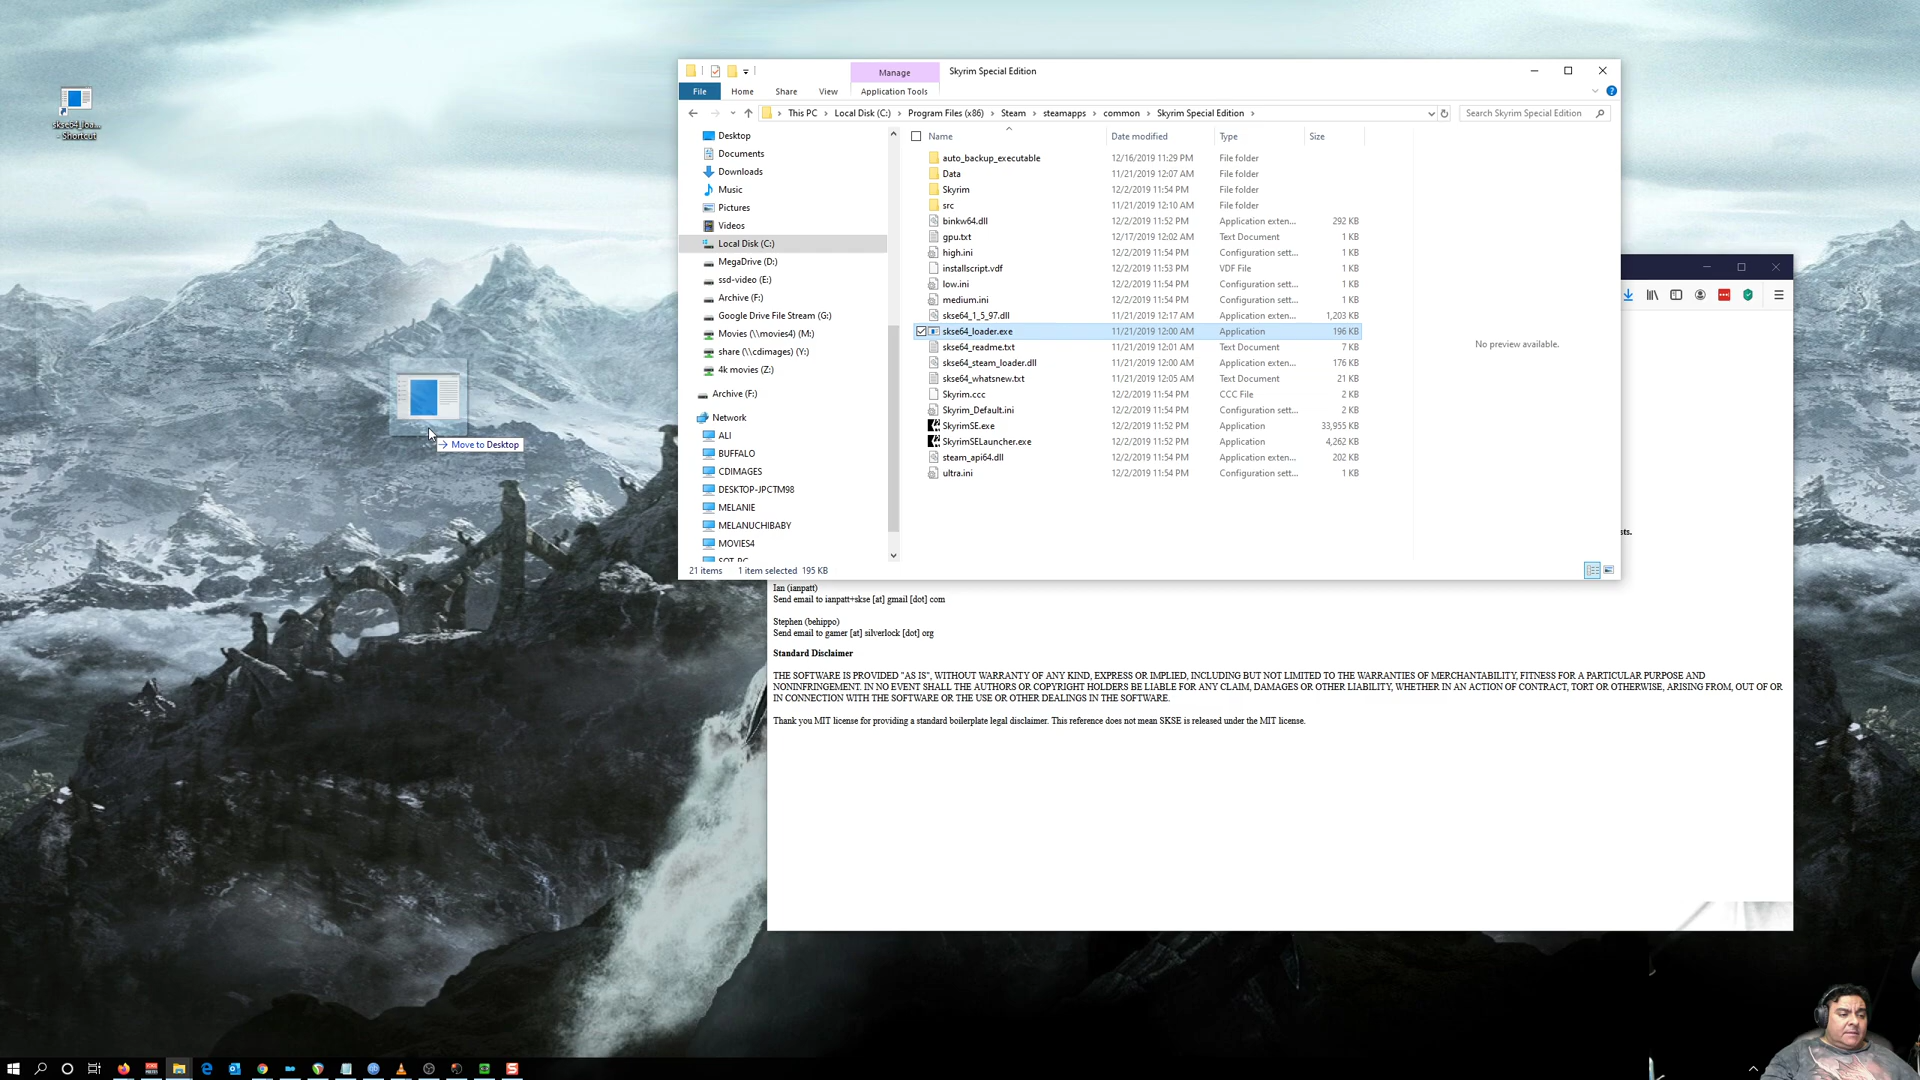 skse64_loa...
- Shortcut
Move to Desktop
Manage
Skyrim Special Edition
File
Home
Share
View
Application Tools
This PC
Local Disk (C:)
Program Files (x86)
Steam
steamapps
common
Skyrim Special Edition
Search Skyrim Special Edition
Desktop
Documents
Downloads
Music
Pictures
Videos
Local Disk (C:)
MegaDrive (D:)
ssd-video (E:)
Archive (F:)
Google Drive File Stream (G:)
Movies (\\movies4) (M:)
share (\\cdimages) (Y:)
4k movies (Z:)
Archive (F:)
Network
ALI
BUFFALO
CDIMAGES
DESKTOP-JPCTM98
MELANIE
MELANUCHIBABY
MOVIES4
Name Date modified Type Size
auto_backup_executable 12/16/2019 11:29 PM File folder
Data 11/21/2019 12:07 AM File folder
Skyrim 12/2/2019 11:54 PM File folder
src 11/21/2019 12:10 AM File folder
binkw64.dll 12/2/2019 11:52 PM Application exten... 292 KB
gpu.txt 12/17/2019 12:02 AM Text Document 1 KB
high.ini 12/2/2019 11:54 PM Configuration sett... 1 KB
installscript.vdf 12/2/2019 11:53 PM VDF File 1 KB
low.ini 12/2/2019 11:54 PM Configuration sett... 1 KB
medium.ini 12/2/2019 11:54 PM Configuration sett... 1 KB
skse64_1_5_97.dll 11/21/2019 12:17 AM Application exten... 1,203 KB
skse64_loader.exe 11/21/2019 12:00 AM Application 196 KB
skse64_readme.txt 11/21/2019 12:01 AM Text Document 7 KB
skse64_steam_loader.dll 11/21/2019 12:00 AM Application exten... 176 KB
skse64_whatsnew.txt 11/21/2019 12:05 AM Text Document 21 KB
Skyrim.ccc 12/2/2019 11:54 PM CCC File 2 KB
Skyrim_Default.ini 12/2/2019 11:54 PM Configuration sett... 2 KB
SkyrimSE.exe 12/2/2019 11:52 PM Application 33,955 KB
SkyrimSELauncher.exe 12/2/2019 11:52 PM Application 4,262 KB
steam_api64.dll 12/2/2019 11:54 PM Application exten... 202 KB
ultra.ini 12/2/2019 11:54 PM Configuration sett... 1 KB
No preview available.
21 items 1 item selected 195 KB
sts.
Ian (ianpatt)
Send email to ianpatt+skse [at] gmail [dot] com
Stephen (behippo)
Send email to gamer [at] silverlock [dot] org
Standard Disclaimer
THE SOFTWARE IS PROVIDED "AS IS", WITHOUT WARRANTY OF ANY KIND, EXPRESS OR IMPLIED, INCLUDING BUT NOT LIMITED TO THE WARRANTIES OF MERCHANTABILITY, FITNESS FOR A PARTICULAR PURPOSE AND
NONINFRINGEMENT. IN NO EVENT SHALL THE AUTHORS OR COPYRIGHT HOLDERS BE LIABLE FOR ANY CLAIM, DAMAGES OR OTHER LIABILITY, WHETHER IN AN ACTION OF CONTRACT, TORT OR OTHERWISE, ARISING FROM, OUT OF OR
IN CONNECTION WITH THE SOFTWARE OR THE USE OR OTHER DEALINGS IN THE SOFTWARE.
Thank you MIT license for providing a standard boilerplate legal disclaimer. This reference does not mean SKSE is released under the MIT license.